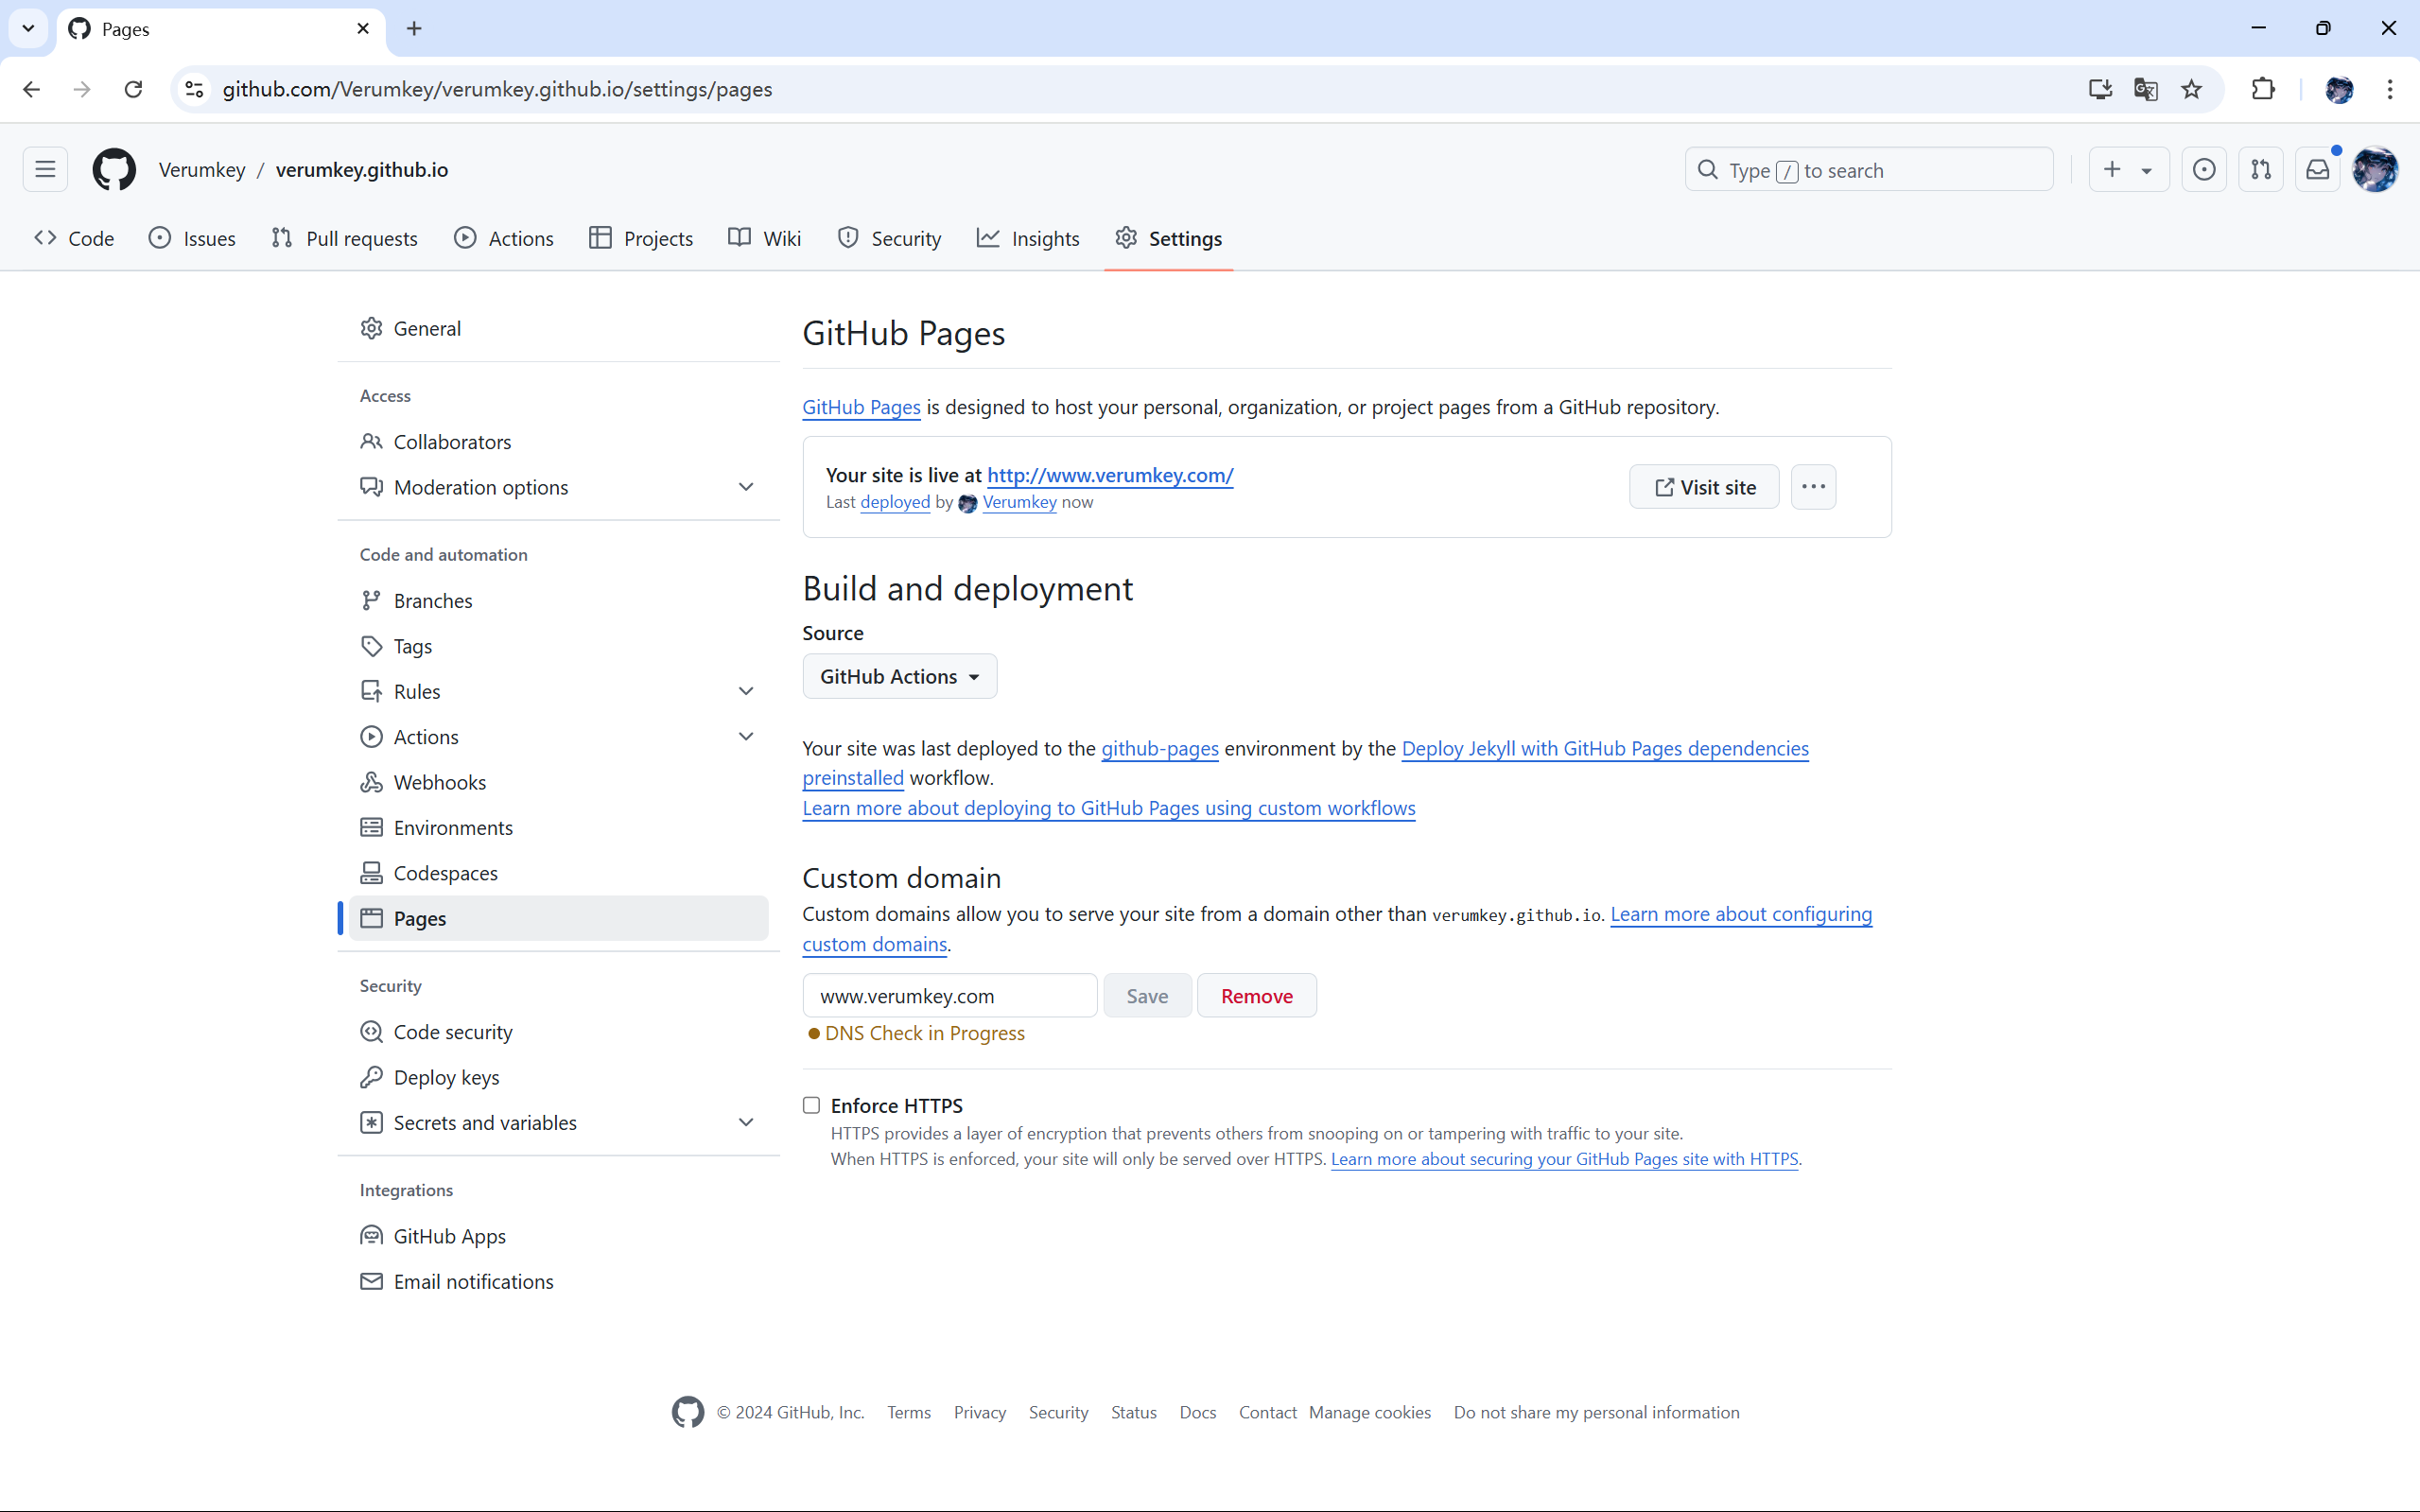 Pages
github.com/Verumkey/verumkey.github.io/settings/pages
Verumkey / verumkey.github.io
Type / to search
Code
Issues
Pull requests
Actions
Projects
Wiki
Security
Insights
Settings
General
Access
Collaborators
Moderation options
Code and automation
Branches
Tags
Rules
Actions
Webhooks
Environments
Codespaces
Pages
Security
Code security
Deploy keys
Secrets and variables
Integrations
GitHub Apps
Email notifications
GitHub Pages
GitHub Pages is designed to host your personal, organization, or project pages from a GitHub repository.
Your site is live at http://www.verumkey.com/
Last deployed by Verumkey now
Visit site
Build and deployment
Source
GitHub Actions
Your site was last deployed to the github-pages environment by the Deploy Jekyll with GitHub Pages dependencies
preinstalled workflow.
Learn more about deploying to GitHub Pages using custom workflows
Custom domain
Custom domains allow you to serve your site from a domain other than verumkey.github.io. Learn more about configuring
custom domains.
www.verumkey.com
Save
Remove
DNS Check in Progress
Enforce HTTPS
HTTPS provides a layer of encryption that prevents others from snooping on or tampering with traffic to your site.
When HTTPS is enforced, your site will only be served over HTTPS. Learn more about securing your GitHub Pages site with HTTPS.
© 2024 GitHub, Inc.
Terms
Privacy
Security
Status
Docs
Contact
Manage cookies
Do not share my personal information